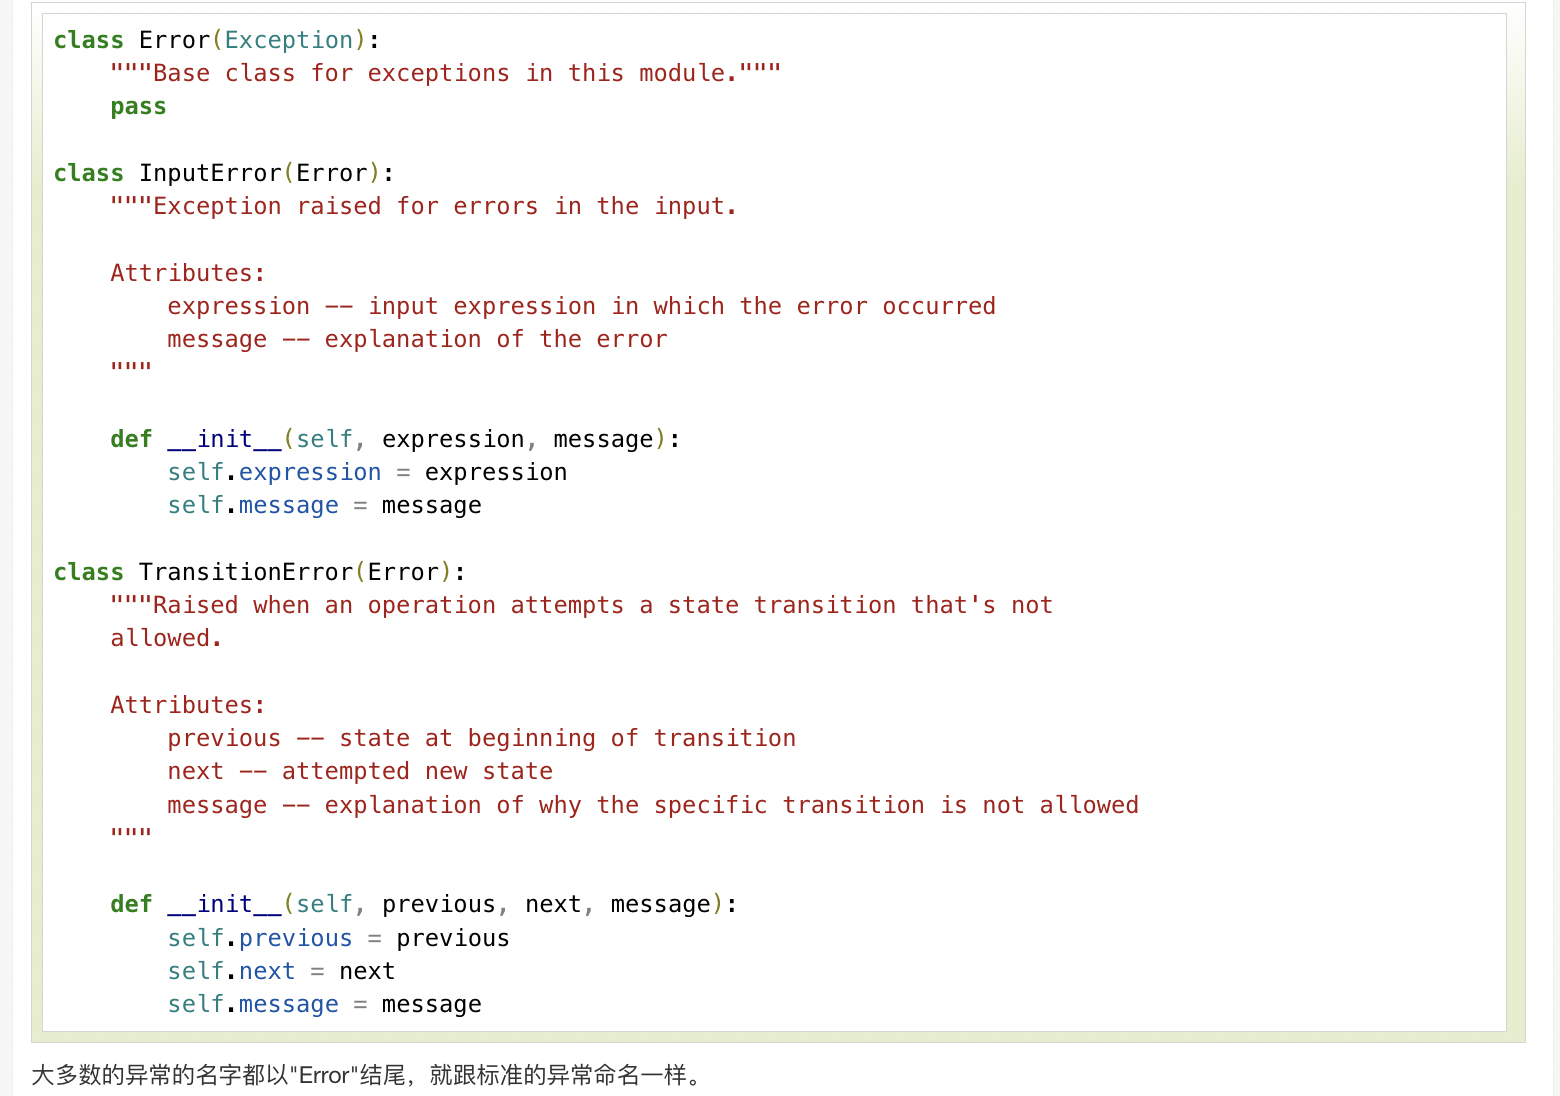 class Error(Exception):
    """Base class for exceptions in this module."""
    pass

class InputError(Error):
    """Exception raised for errors in the input.

    Attributes:
        expression -- input expression in which the error occurred
        message -- explanation of the error
    """

    def __init__(self, expression, message):
        self.expression = expression
        self.message = message

class TransitionError(Error):
    """Raised when an operation attempts a state transition that's not
    allowed.

    Attributes:
        previous -- state at beginning of transition
        next -- attempted new state
        message -- explanation of why the specific transition is not allowed
    """

    def __init__(self, previous, next, message):
        self.previous = previous
        self.next = next
        self.message = message
大多数的异常的名字都以"Error"结尾，就跟标准的异常命名一样。